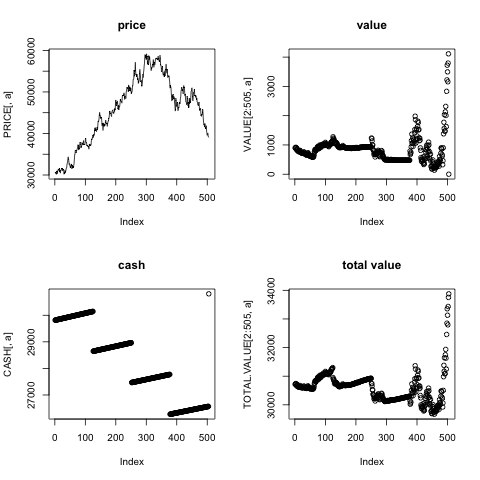 price
PRICE[, a]
30000 40000 50000 60000
0 100 200 300 400 500
Index
value
VALUE[2:505, a]
0 1000 3000
0 100 200 300 400 500
Index
cash
CASH[, a]
27000 29000
0 100 200 300 400 500
Index
total value
TOTAL.VALUE[2:505, a]
30000 32000 34000
0 100 200 300 400 500
Index